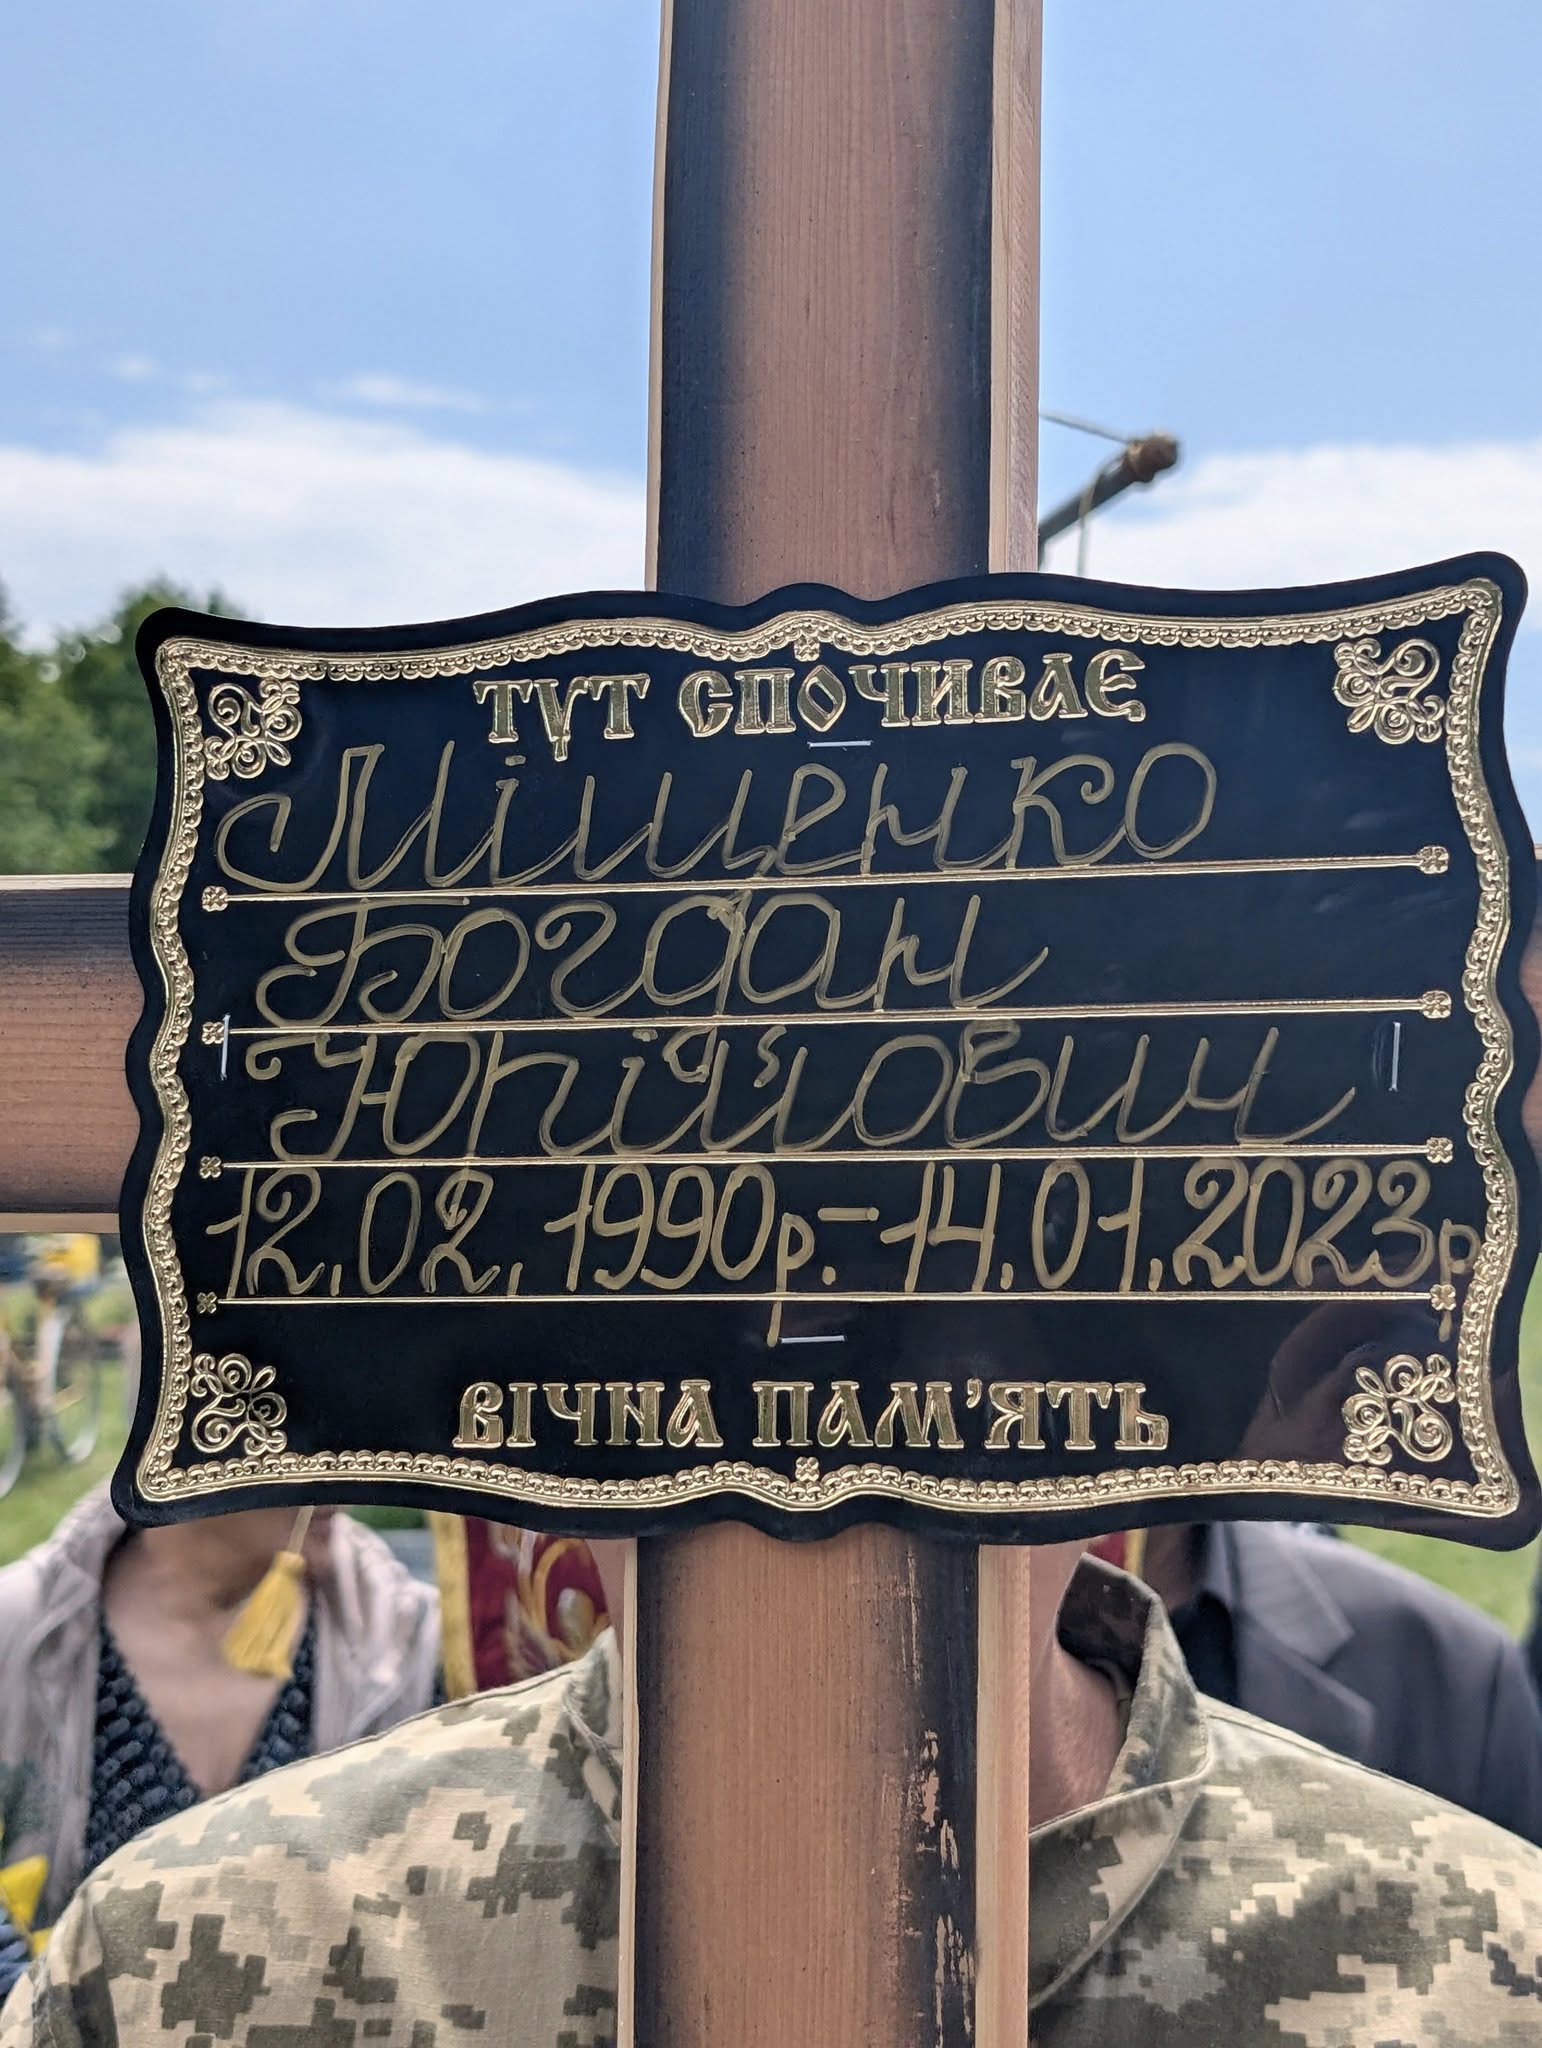 ТУТ СПОЧИВАЄ
Міщенко
Богдан
Юрійович
12.02.1990р.-14.01.2023р
ВІЧНА ПАМ'ЯТЬ